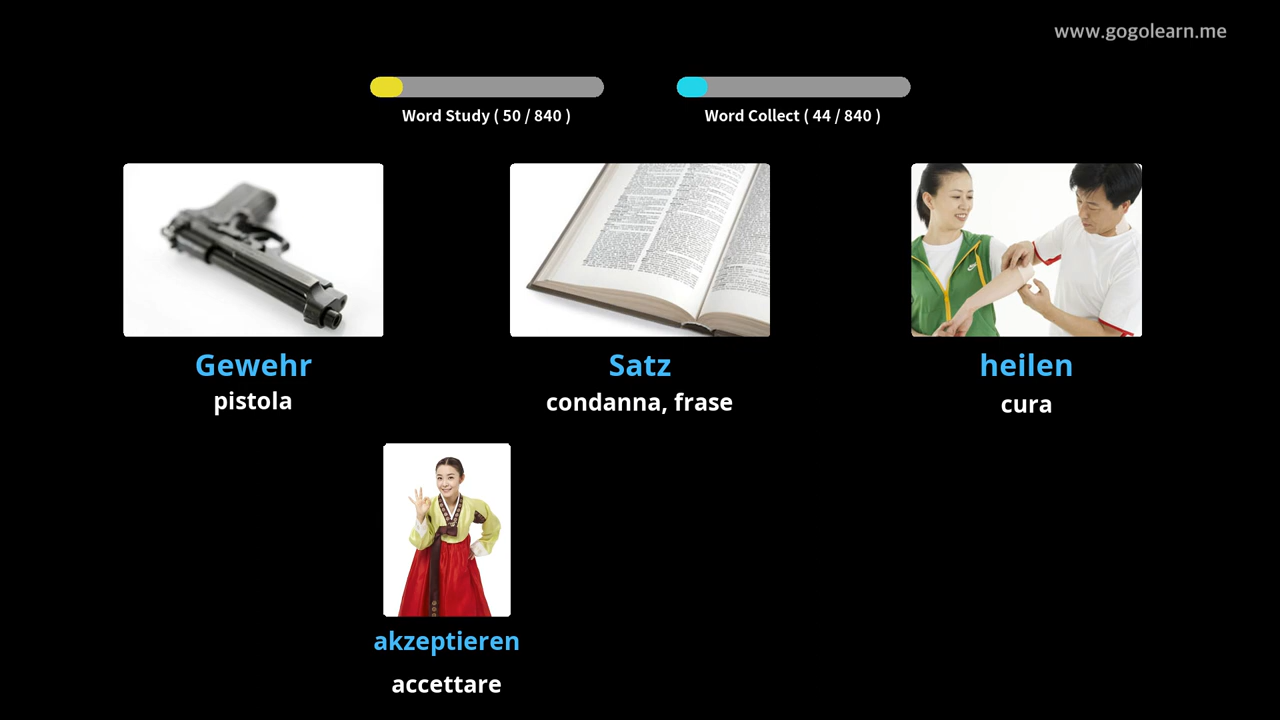 www.gogolearn.me
Word Study ( 50 / 840 )
Word Collect ( 44 / 840 )
Gewehr
pistola
Satz
condanna, frase
heilen
cura
akzeptieren
accettare